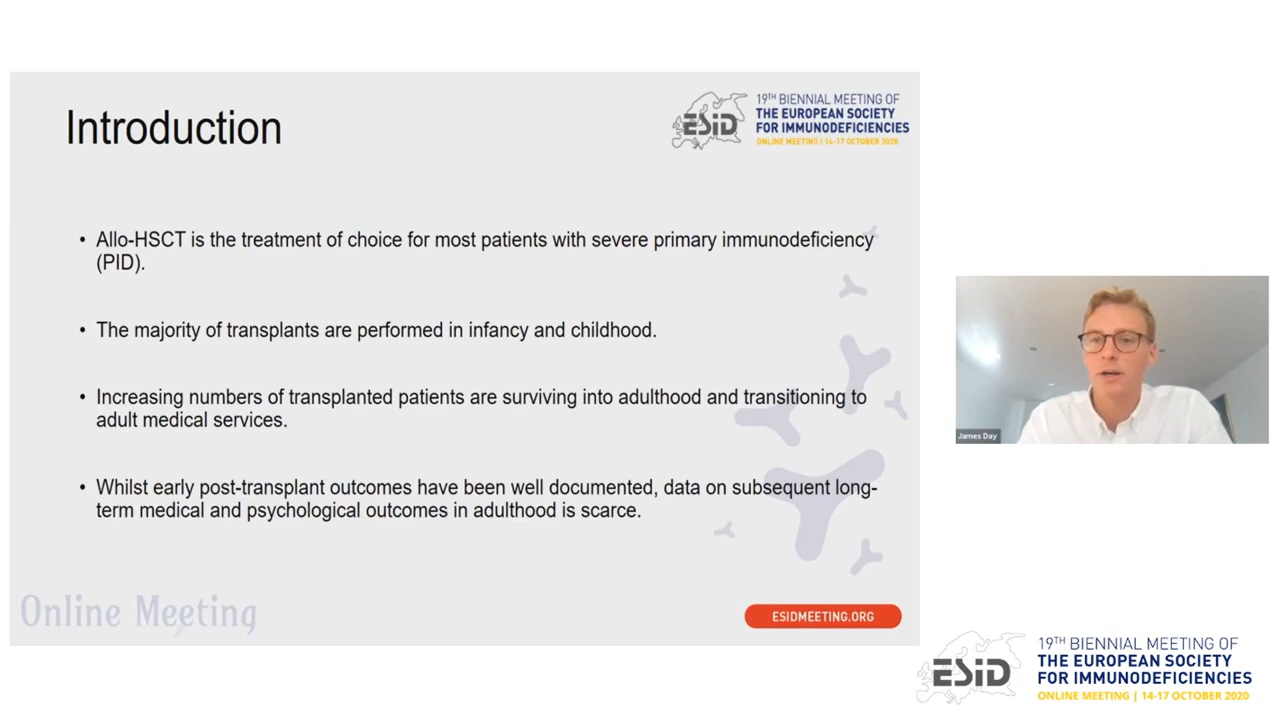 Introduction
ESiD
19TH BIENNIAL MEETING OF
THE EUROPEAN SOCIETY
FOR IMMUNODEFICIENCIES
ONLINE MEETING | 14-17 OCTOBER 2020
• Allo-HSCT is the treatment of choice for most patients with severe primary immunodeficiency
(PID).
• The majority of transplants are performed in infancy and childhood.
• Increasing numbers of transplanted patients are surviving into adulthood and transitioning to
adult medical services.
• Whilst early post-transplant outcomes have been well documented, data on subsequent long-
term medical and psychological outcomes in adulthood is scarce.
Online Meeting
ESIDMEETING.ORG
James Day
ESiD
19TH BIENNIAL MEETING OF
THE EUROPEAN SOCIETY
FOR IMMUNODEFICIENCIES
ONLINE MEETING | 14-17 OCTOBER 2020